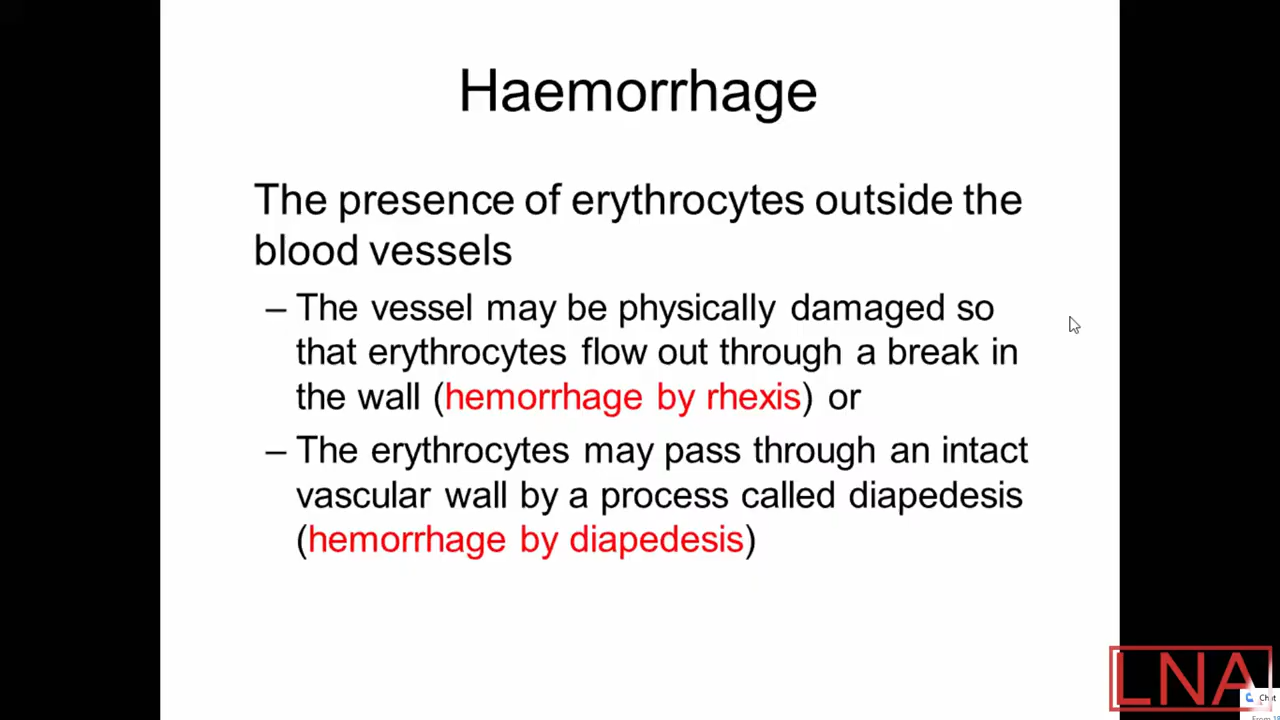 Haemorrhage
The presence of erythrocytes outside the
blood vessels
– The vessel may be physically damaged so
that erythrocytes flow out through a break in
the wall (hemorrhage by rhexis) or
– The erythrocytes may pass through an intact
vascular wall by a process called diapedesis
(hemorrhage by diapedesis)
LNA
Chat